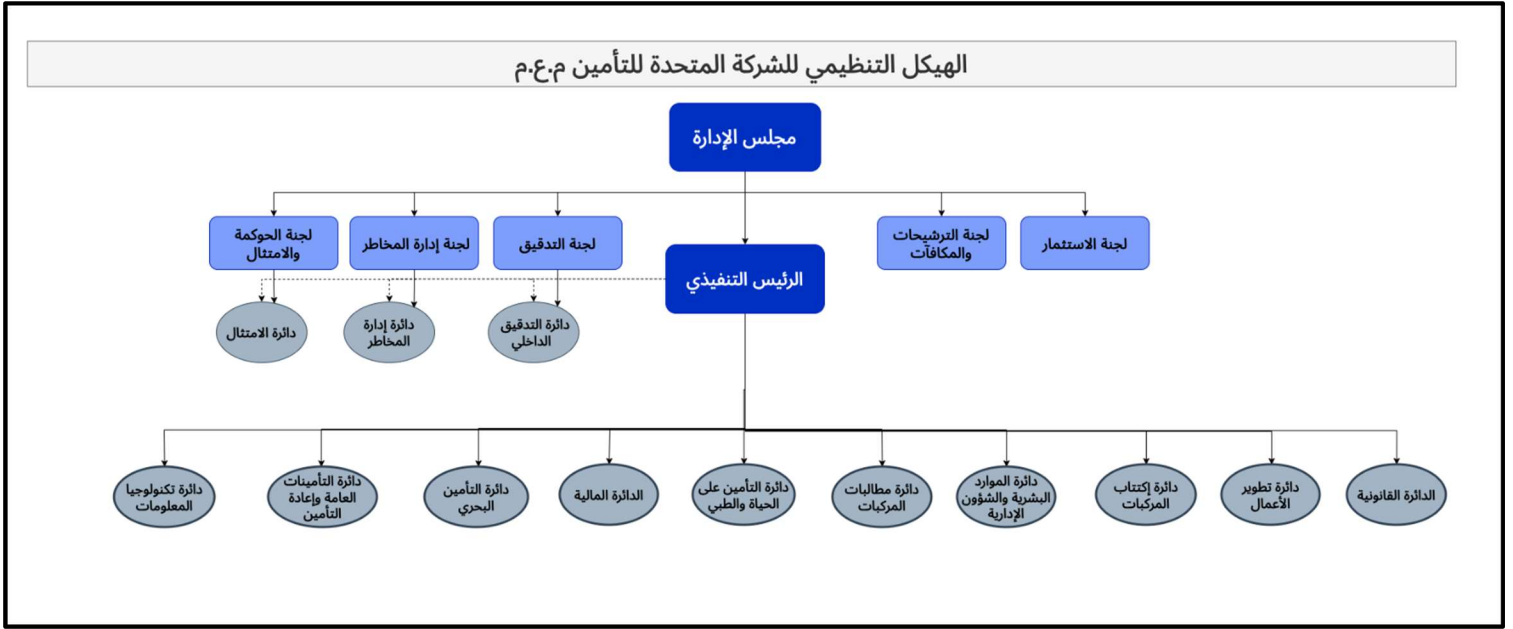 الهيكل التنظيمي للشركة المتحدة للتأمين م.ع.م
مجلس الإدارة
لجنة الاستثمار
لجنة الترشيحات
والمكافآت
لجنة التدقيق
لجنة إدارة المخاطر
لجنة الحوكمة
والامتثال
الرئيس التنفيذي
دائرة التدقيق
الداخلي
دائرة إدارة
المخاطر
دائرة الامتثال
الدائرة القانونية
دائرة تطوير
الأعمال
دائرة إكتتاب
المركبات
دائرة الموارد
البشرية والشؤون
الإدارية
دائرة مطالبات
المركبات
دائرة التأمين على
الحياة والطبي
الدائرة المالية
دائرة التأمين
البحري
دائرة التأمينات
العامة وإعادة
التأمين
دائرة تكنولوجيا
المعلومات